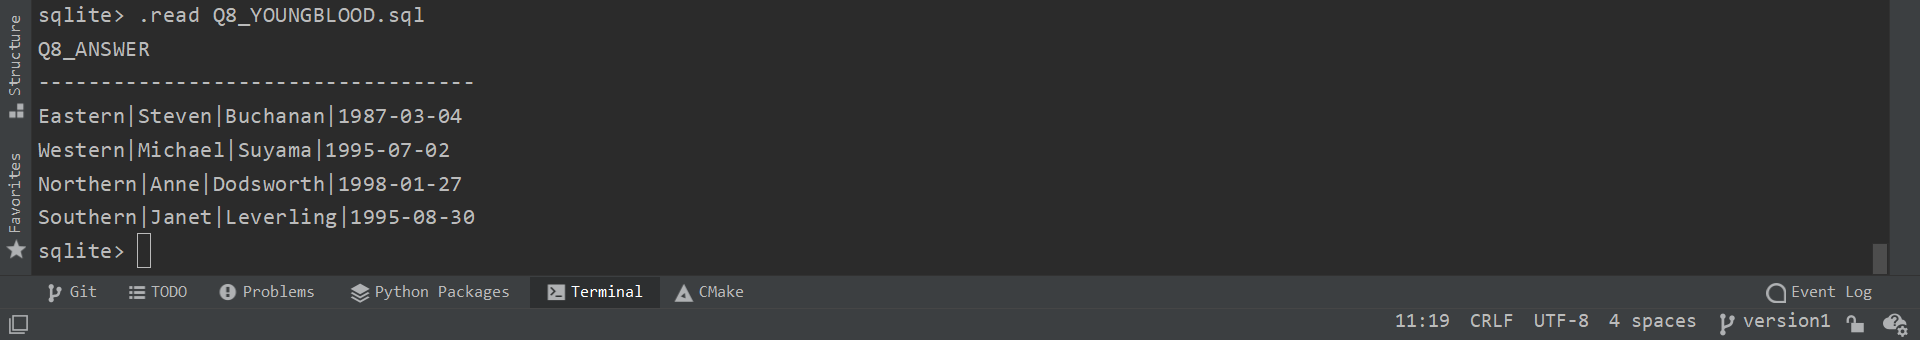 sqlite> .read Q8_YOUNGBLOOD.sql
Q8_ANSWER
-----------------------------------
Eastern|Steven|Buchanan|1987-03-04
Western|Michael|Suyama|1995-07-02
Northern|Anne|Dodsworth|1998-01-27
Southern|Janet|Leverling|1995-08-30
sqlite>
Structure
Favorites
Git TODO Problems Python Packages Terminal CMake Event Log
11:19 CRLF UTF-8 4 spaces version1